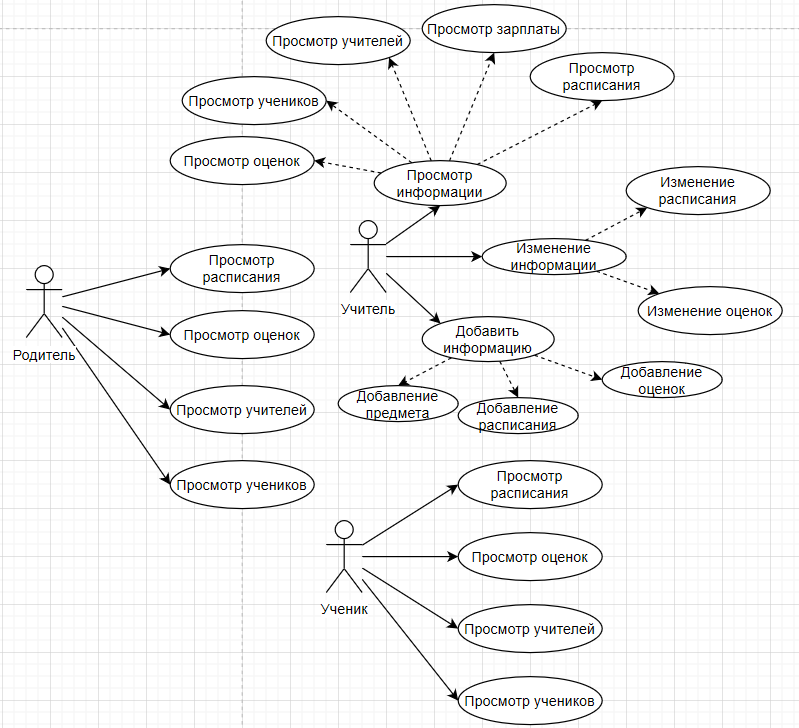 Просмотр зарплаты
Просмотр учителей
Просмотр
расписания
Просмотр учеников
Просмотр оценок
Просмотр
информации
Изменение
расписания
Изменение
информации
Учитель
Изменение оценок
Просмотр
расписания
Родитель
Просмотр оценок
Добавить
информацию
Добавление
оценок
Добавление
предмета
Добавление
расписания
Просмотр учителей
Просмотр учеников
Просмотр
расписания
Ученик
Просмотр оценок
Просмотр учителей
Просмотр учеников